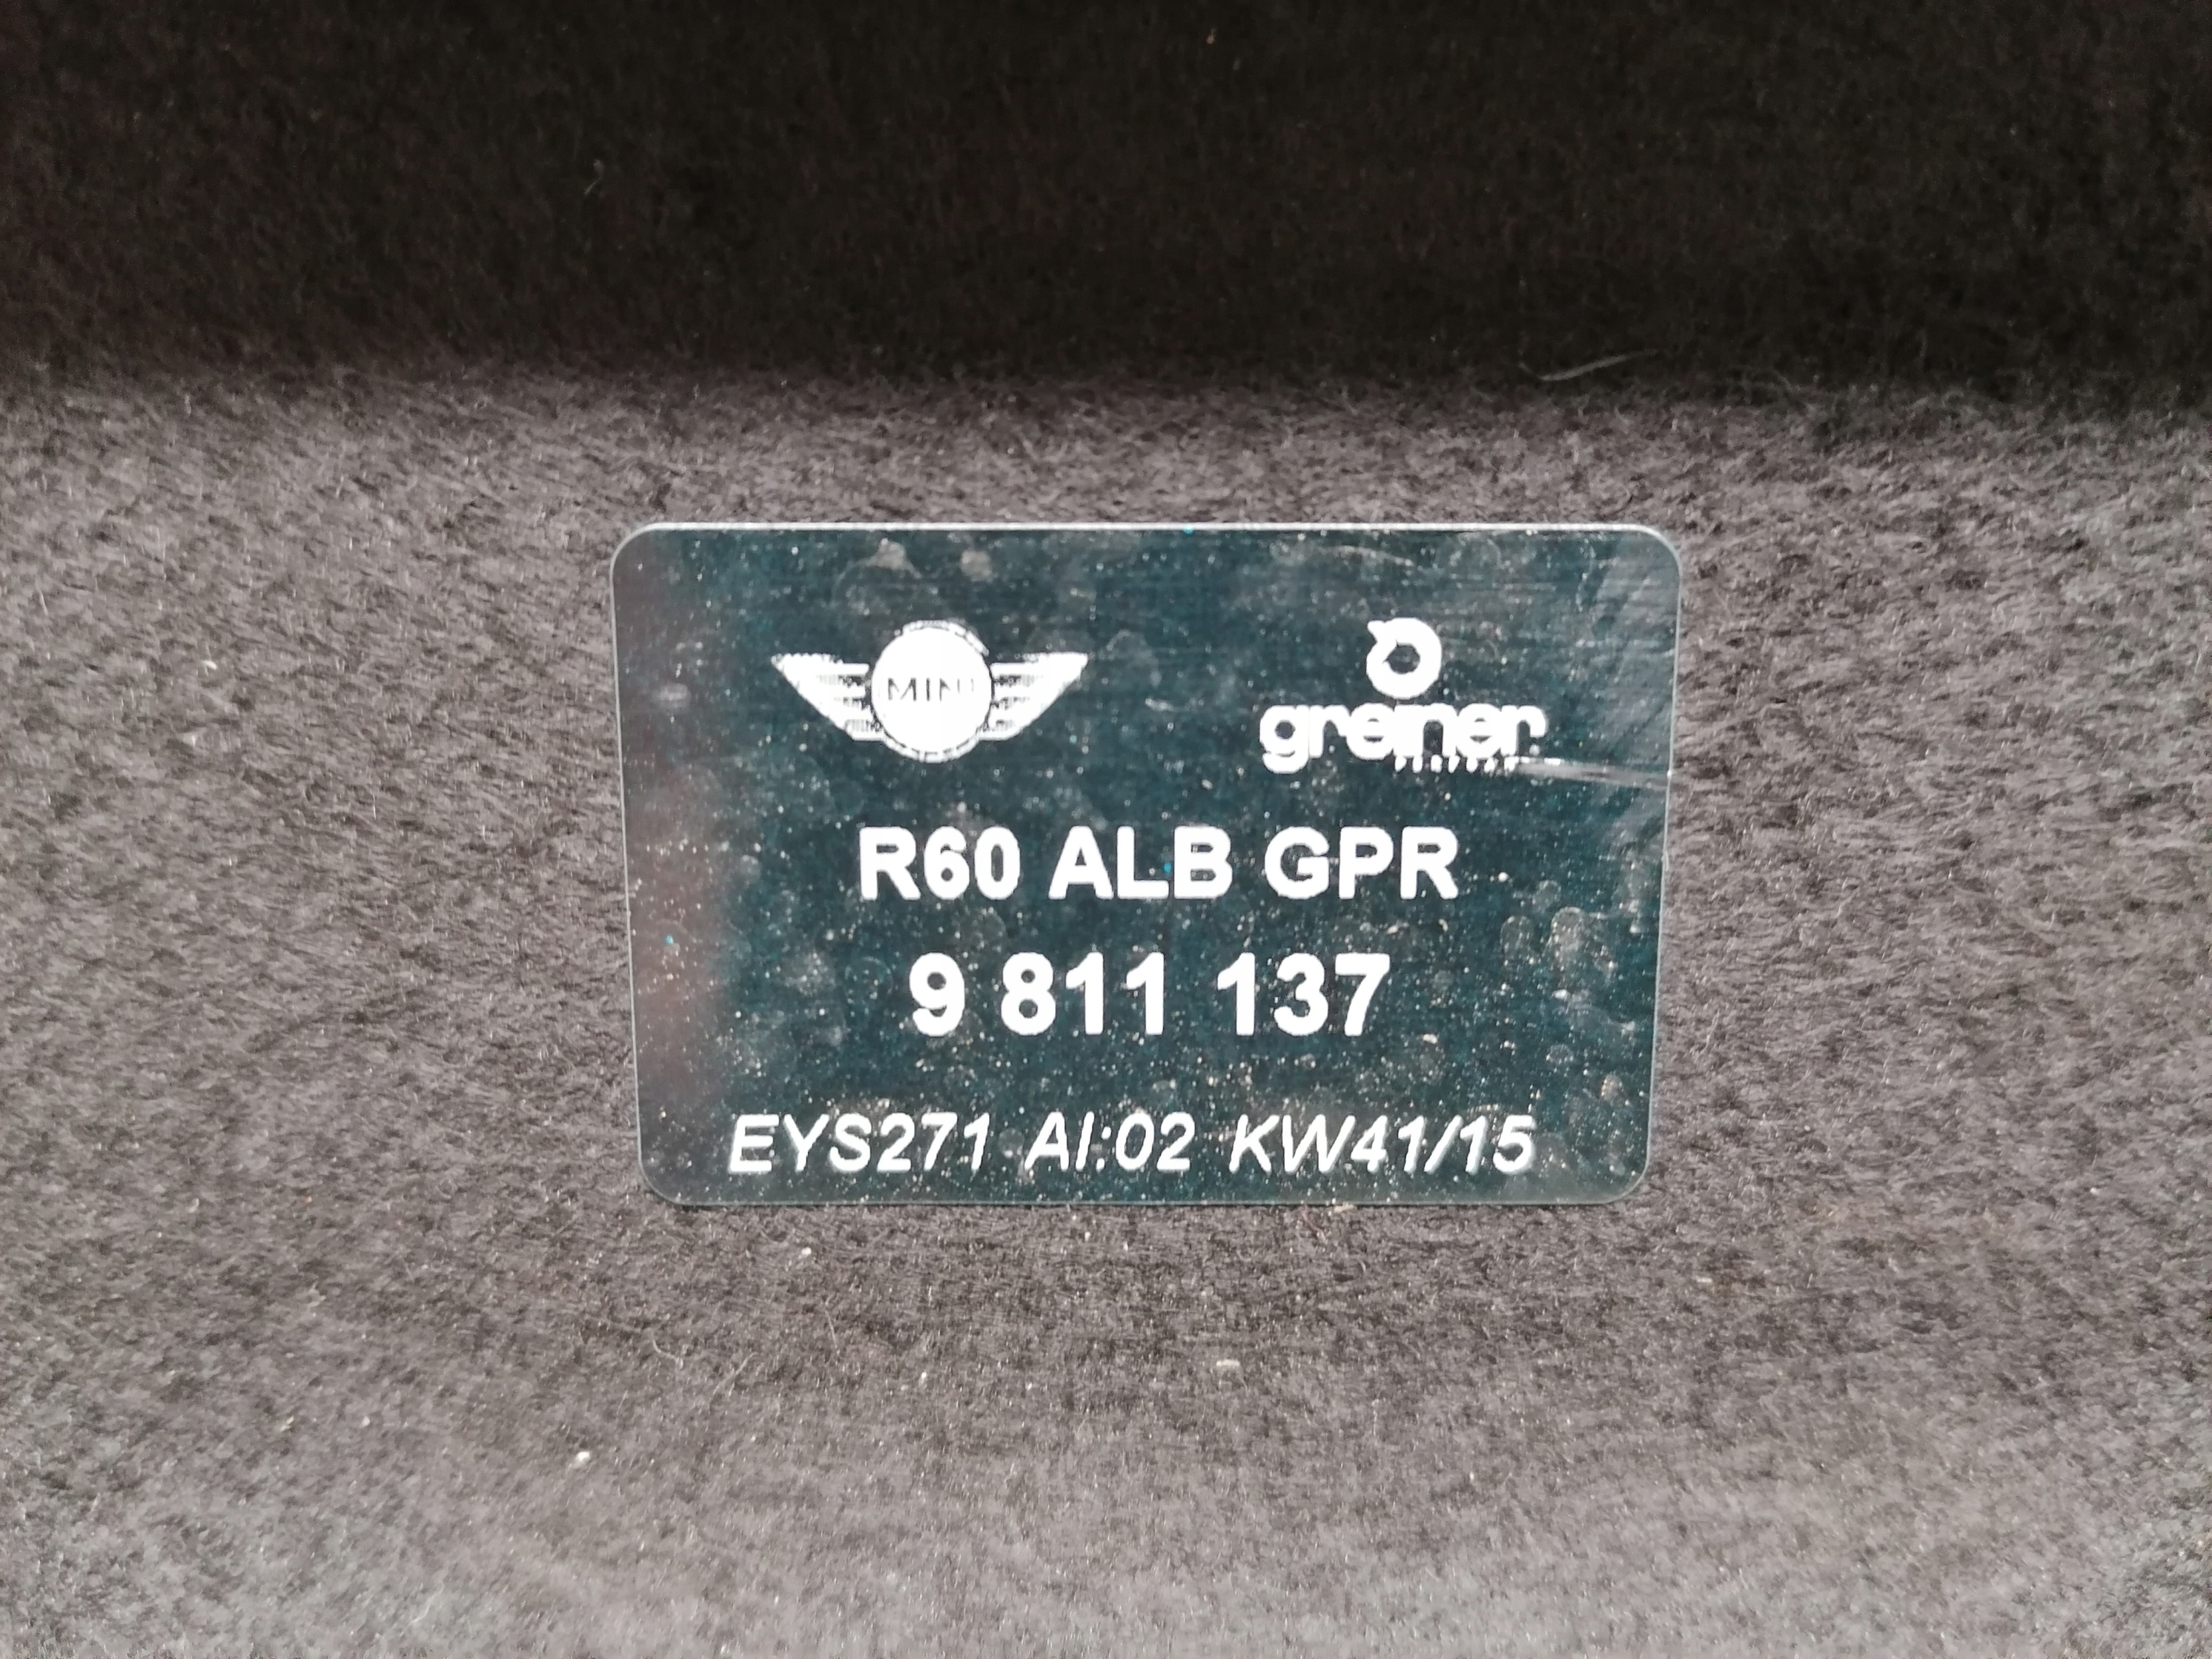 MINI
greiner
R60 ALB GPR
9 811 137
EYS271 AI:02 KW41/15